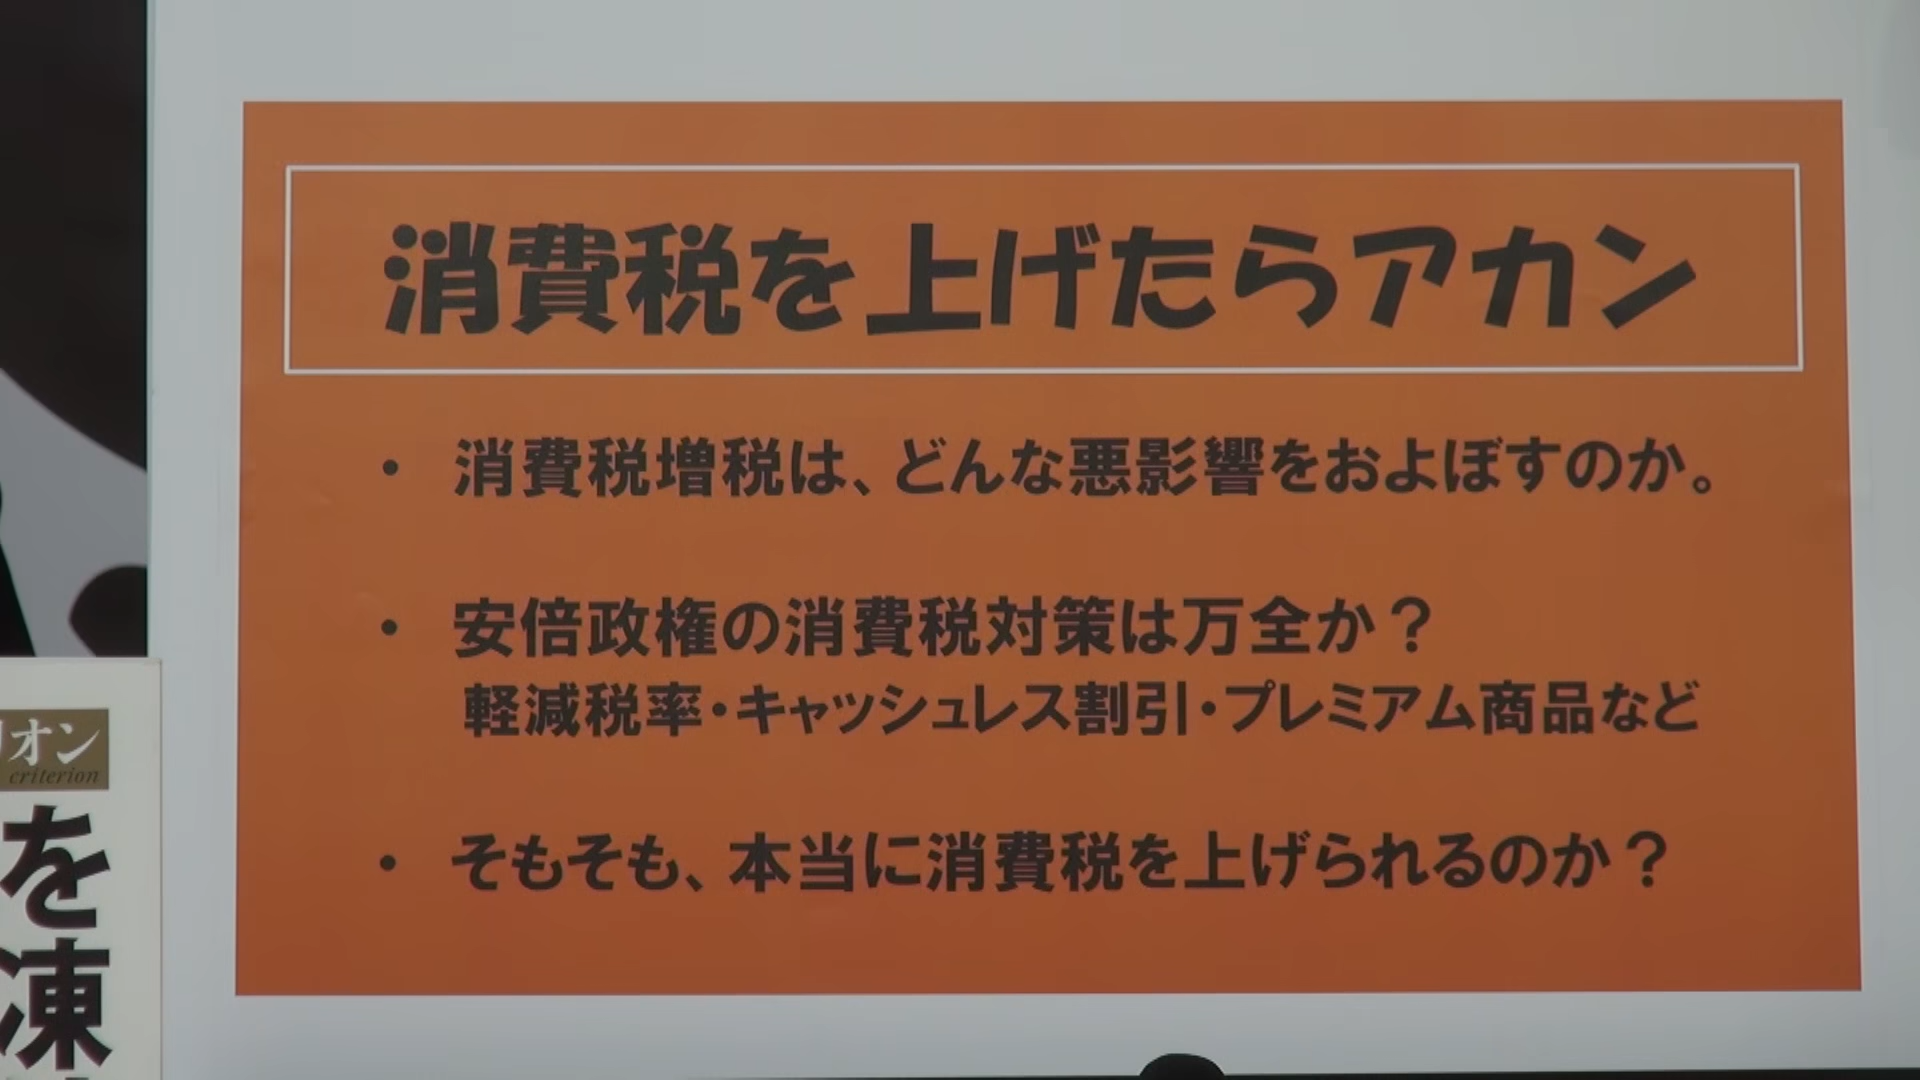 消費税を上げたらアカン
• 消費税増税は、どんな悪影響をおよぼすのか。
• 安倍政権の消費税対策は万全か？
軽減税率・キャッシュレス割引・プレミアム商品など
• そもそも、本当に消費税を上げられるのか？
オン
criterion
を凍